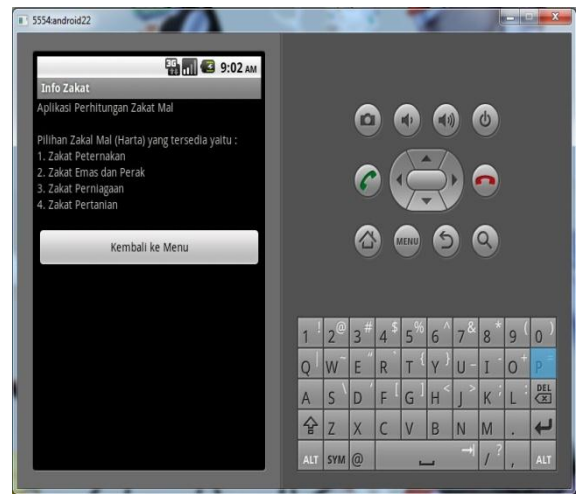 5554:android22
3G 9:02 AM
Info Zakat
Aplikasi Perhitungan Zakat Mal
Pilihan Zakal Mal (Harta) yang tersedia yaitu :
1. Zakat Peternakan
2. Zakat Emas dan Perak
3. Zakat Perniagaan
4. Zakat Pertanian
Kembali ke Menu
MENU
1 ! 2 @ 3 # 4 $ 5 % 6 ^ 7 & 8 * 9 ( 0 )
Q | W ~ E " R ` T { Y } U _ I - O + P =
A S \ D ' F [ G ] H < J > K ; L : DEL
Z X C V B N M .
ALT SYM @ / ? , ALT